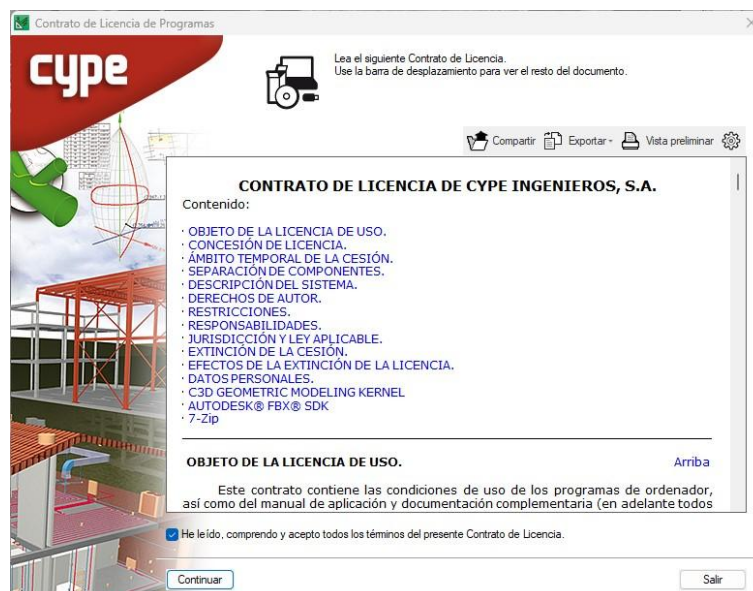 Contrato de Licencia de Programas
cype
Lea el siguiente Contrato de Licencia.
Use la barra de desplazamiento para ver el resto del documento.
Compartir Exportar Vista preliminar
CONTRATO DE LICENCIA DE CYPE INGENIEROS, S.A.
Contenido:
· OBJETO DE LA LICENCIA DE USO.
· CONCESIÓN DE LICENCIA.
· ÁMBITO TEMPORAL DE LA CESIÓN.
· SEPARACIÓN DE COMPONENTES.
· DESCRIPCIÓN DEL SISTEMA.
· DERECHOS DE AUTOR.
· RESTRICCIONES.
· RESPONSABILIDADES.
· JURISDICCIÓN Y LEY APLICABLE.
· EXTINCIÓN DE LA CESIÓN.
· EFECTOS DE LA EXTINCIÓN DE LA LICENCIA.
· DATOS PERSONALES.
· C3D GEOMETRIC MODELING KERNEL
· AUTODESK® FBX® SDK
· 7-Zip
OBJETO DE LA LICENCIA DE USO. Arriba
Este contrato contiene las condiciones de uso de los programas de ordenador,
así como del manual de aplicación y documentación complementaria (en adelante todos
He leído, comprendo y acepto todos los términos del presente Contrato de Licencia.
Continuar Salir